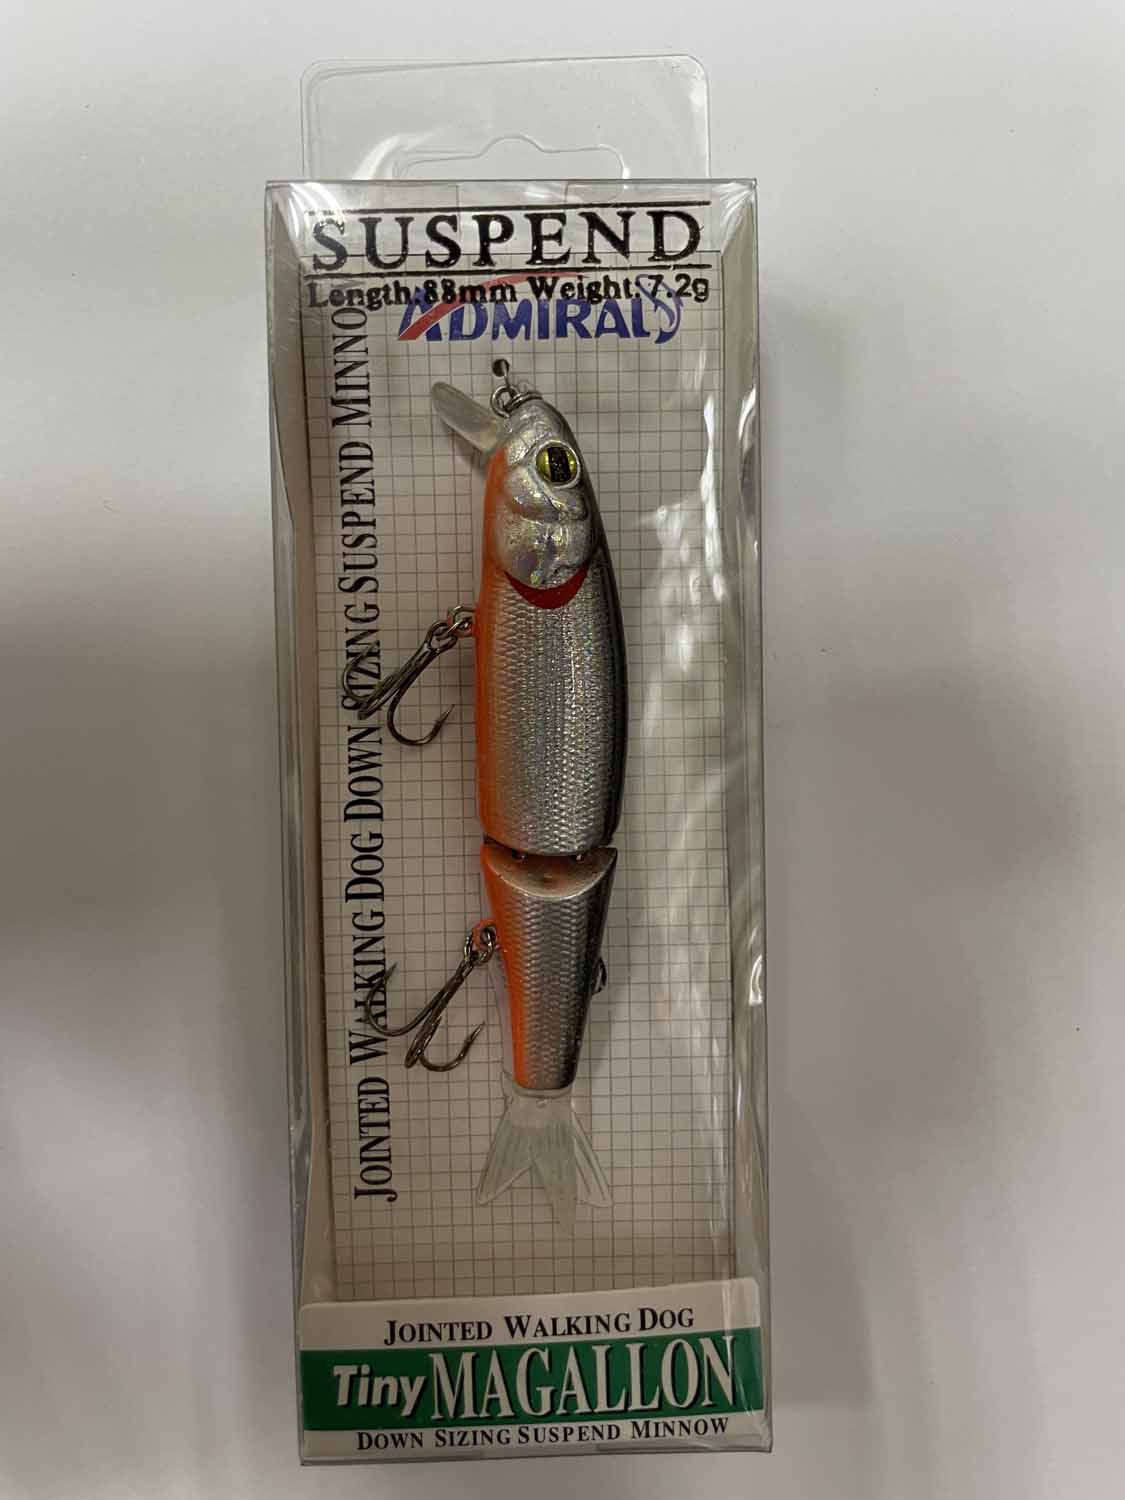 SUSPEND
Length:88mm Weight:7.2g
ADMIRAL
JOINTED WALKING DOG DOWN SIZING SUSPEND MINNOW
JOINTED WALKING DOG
Tiny MAGALLON
DOWN SIZING SUSPEND MINNOW